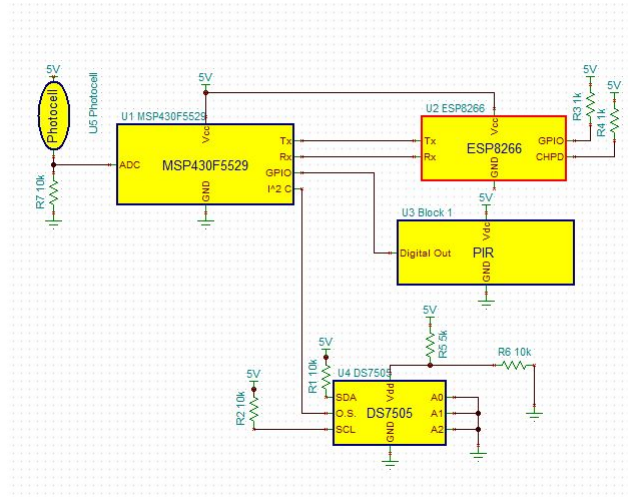 5V
Photocell
U5 Photocell
R7 10k
5V
U1 MSP430F5529
Vcc
MSP430F5529
ADC
GND
Tx
Rx
GPIO
I^2 C
U2 ESP8266
Vcc
Tx
Rx
ESP8266
GPIO
CHPD
GND
5V
R3 1k
5V
R4 1k
U3 Block 1
5V
Vdc
Digital Out
PIR
GND
5V
R5 5k
R6 10k
5V
R1 10k
5V
R2 10k
U4 DS7505
Vdd
SDA
O.S.
SCL
DS7505
A0
A1
A2
GND